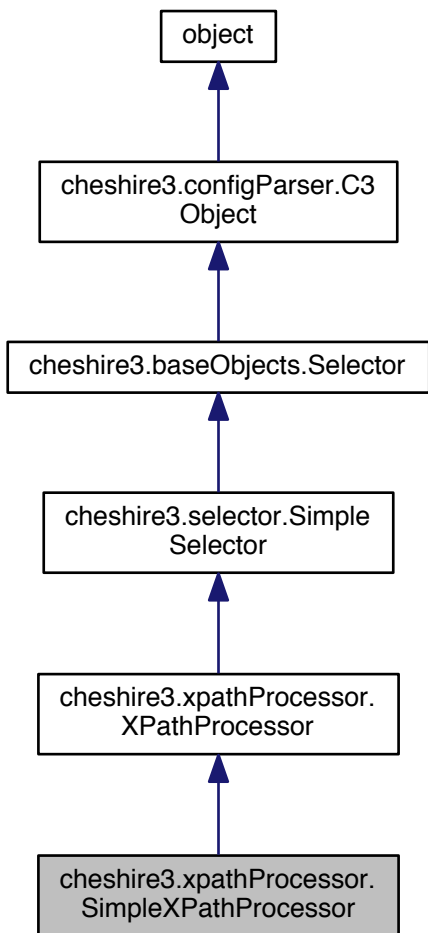 object
cheshire3.configParser.C3
Object
cheshire3.baseObjects.Selector
cheshire3.selector.Simple
Selector
cheshire3.xpathProcessor.
XPathProcessor
cheshire3.xpathProcessor.
SimpleXPathProcessor